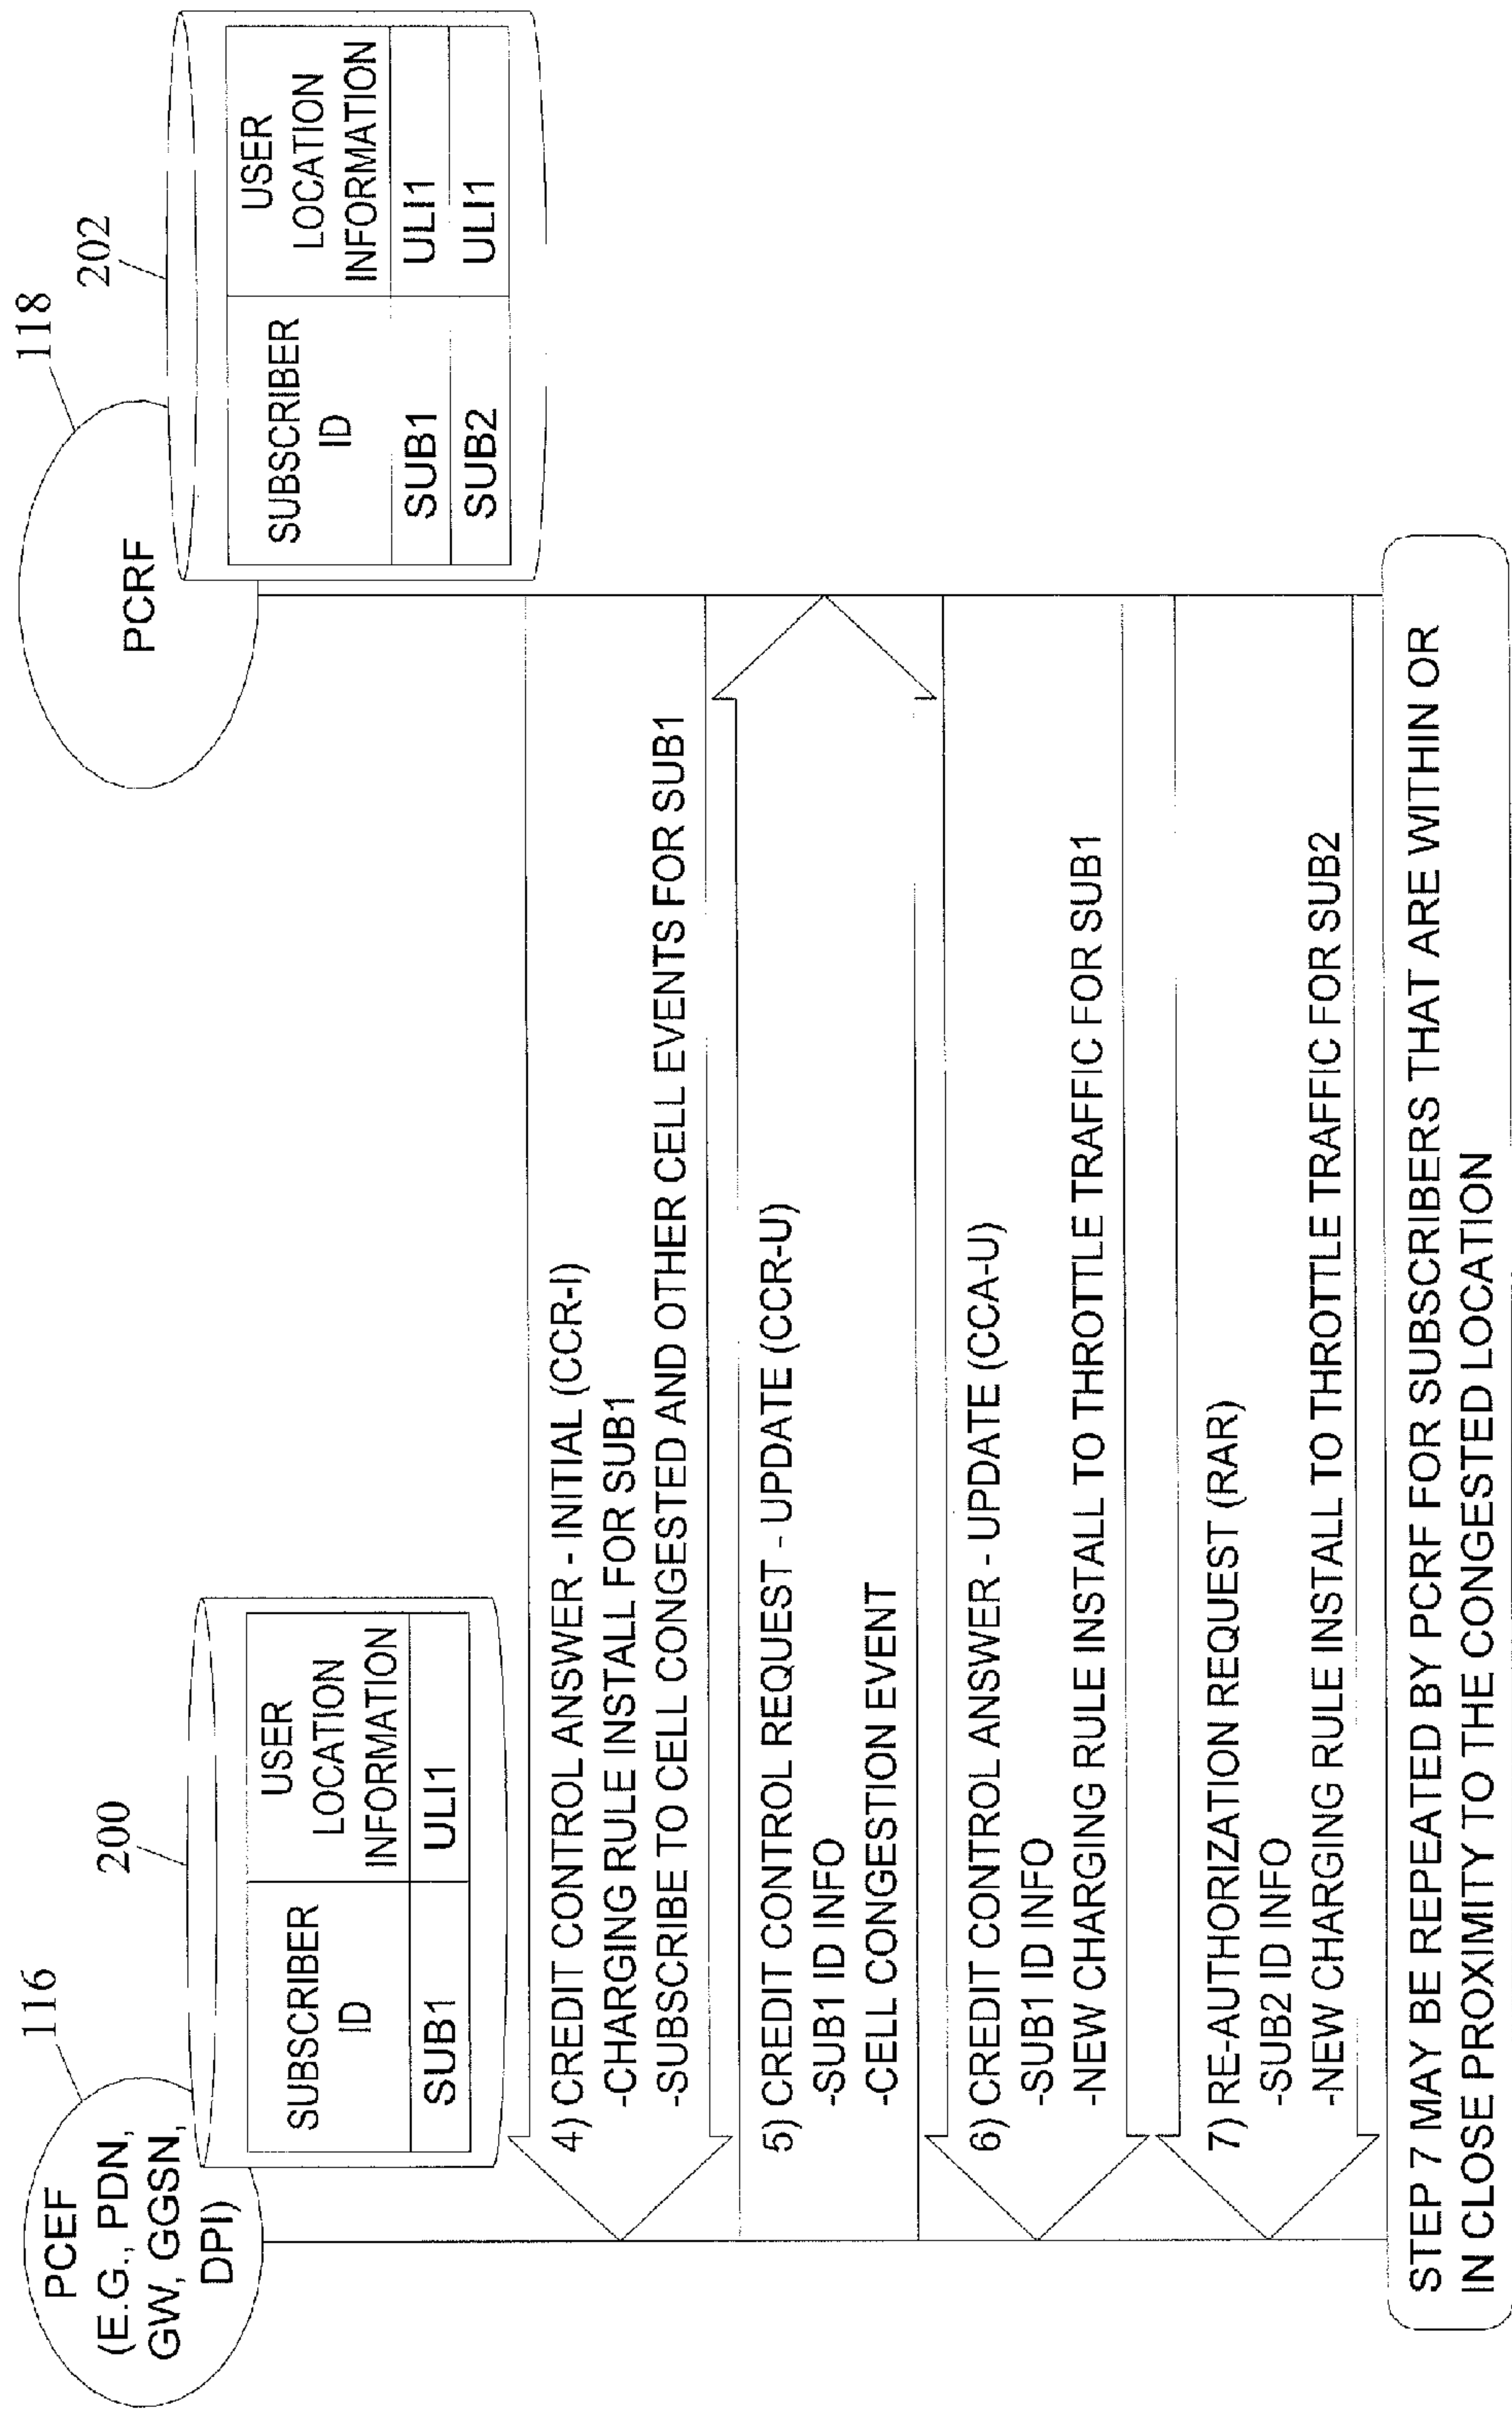 116
PCEF
(E.G., PDN,
GW, GGSN,
DPI)
200
SUBSCRIBER
ID
USER
LOCATION
INFORMATION
SUB1
ULI1
118
PCRF
202
SUBSCRIBER
ID
USER
LOCATION
INFORMATION
SUB1
ULI1
SUB2
ULI1
4) CREDIT CONTROL ANSWER - INITIAL (CCR-I)
-CHARGING RULE INSTALL FOR SUB1
-SUBSCRIBE TO CELL CONGESTED AND OTHER CELL EVENTS FOR SUB1
5) CREDIT CONTROL REQUEST - UPDATE (CCR-U)
-SUB1 ID INFO
-CELL CONGESTION EVENT
6) CREDIT CONTROL ANSWER - UPDATE (CCA-U)
-SUB1 ID INFO
-NEW CHARGING RULE INSTALL TO THROTTLE TRAFFIC FOR SUB1
7) RE-AUTHORIZATION REQUEST (RAR)
-SUB2 ID INFO
-NEW CHARGING RULE INSTALL TO THROTTLE TRAFFIC FOR SUB2
STEP 7 MAY BE REPEATED BY PCRF FOR SUBSCRIBERS THAT ARE WITHIN OR
IN CLOSE PROXIMITY TO THE CONGESTED LOCATION